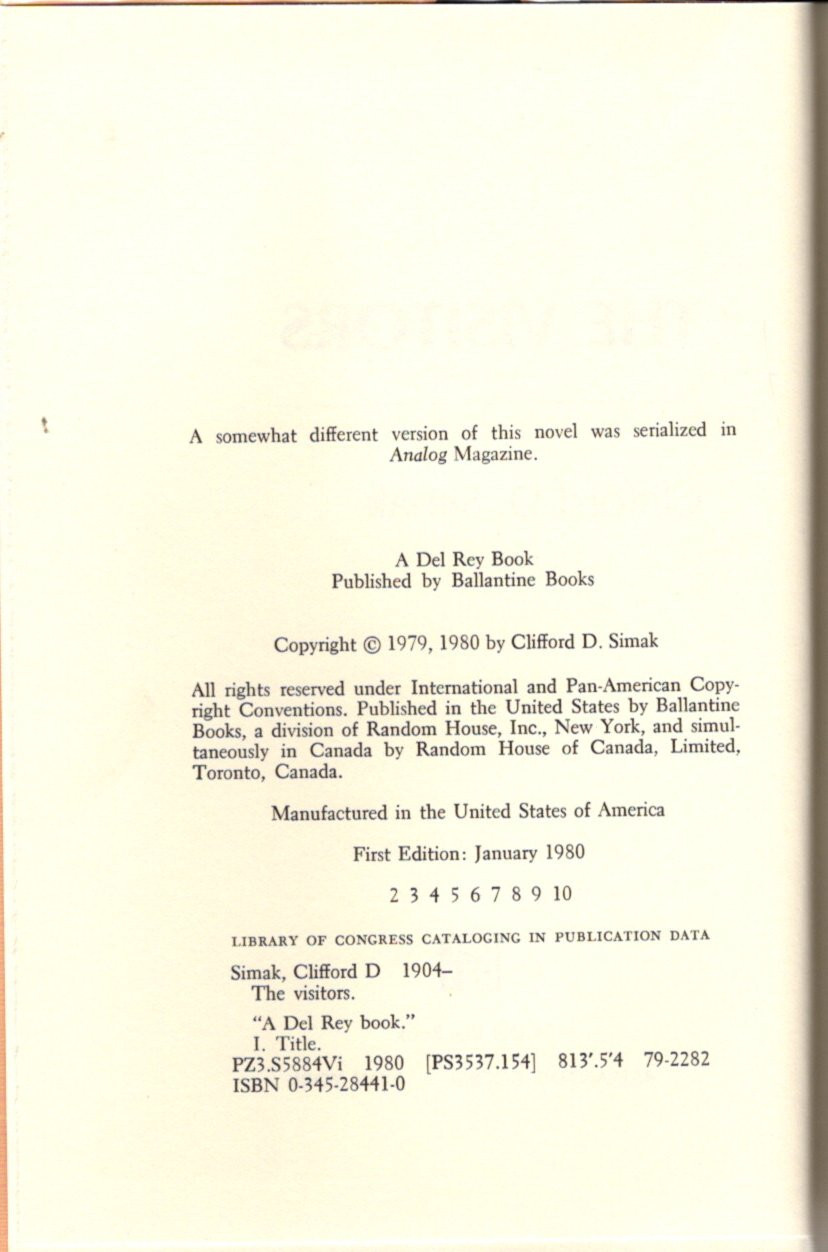 A somewhat different version of this novel was serialized in
Analog Magazine.
A Del Rey Book
Published by Ballantine Books
Copyright © 1979, 1980 by Clifford D. Simak
All rights reserved under International and Pan-American Copy-
right Conventions. Published in the United States by Ballantine
Books, a division of Random House, Inc., New York, and simul-
taneously in Canada by Random House of Canada, Limited,
Toronto, Canada.
Manufactured in the United States of America
First Edition: January 1980
2 3 4 5 6 7 8 9 10
LIBRARY OF CONGRESS CATALOGING IN PUBLICATION DATA
Simak, Clifford D 1904–
The visitors.
“A Del Rey book.”
I. Title.
PZ3.S5884Vi 1980 [PS3537.154] 813′.5′4 79-2282
ISBN 0-345-28441-0